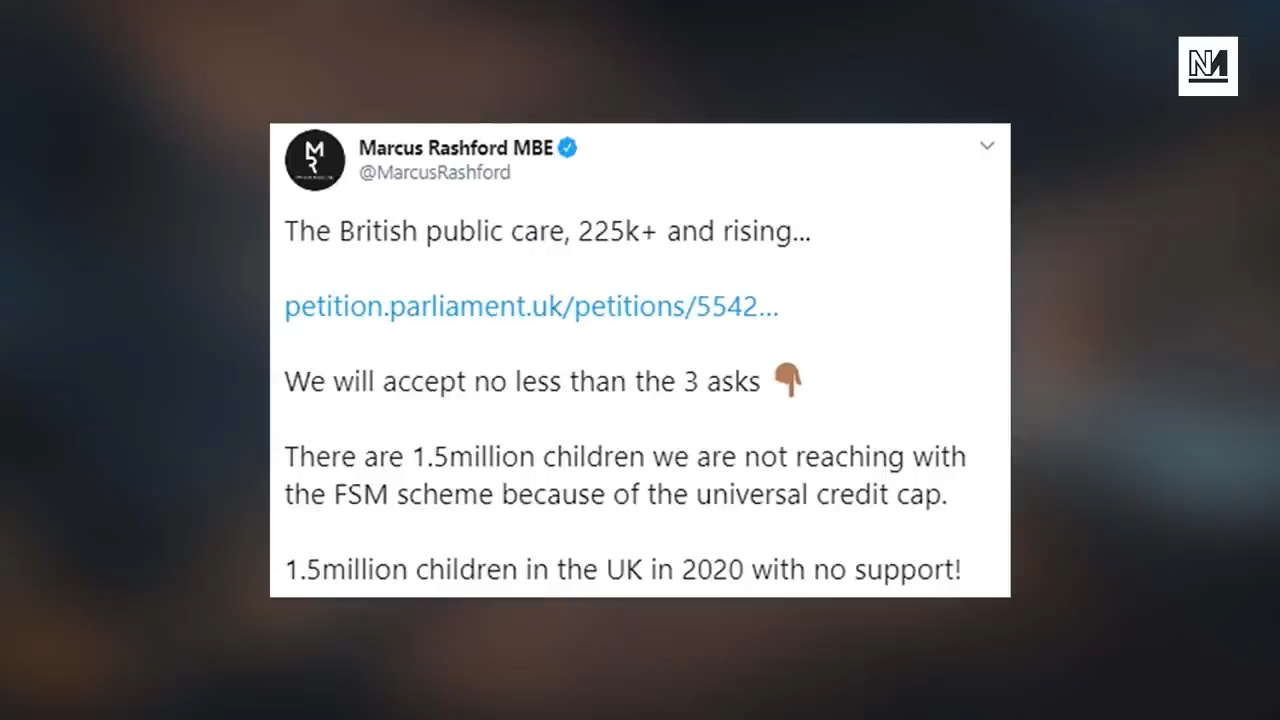 NM
Marcus Rashford MBE
@MarcusRashford
The British public care, 225k+ and rising...
petition.parliament.uk/petitions/5542...
We will accept no less than the 3 asks 👇🏾
There are 1.5million children we are not reaching with
the FSM scheme because of the universal credit cap.
1.5million children in the UK in 2020 with no support!